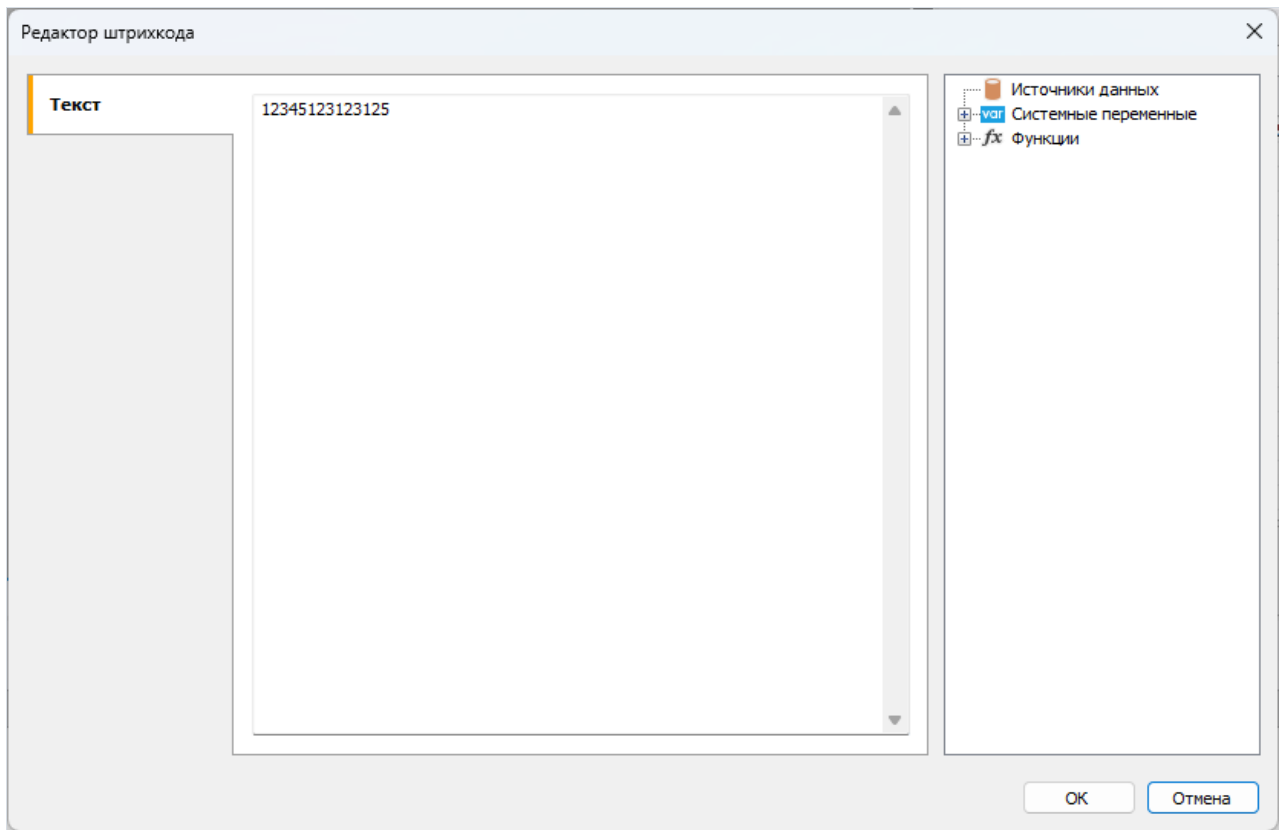 Редактор штрихкода
Текст
12345123123125
Источники данных
var Системные переменные
fx Функции
OK
Отмена